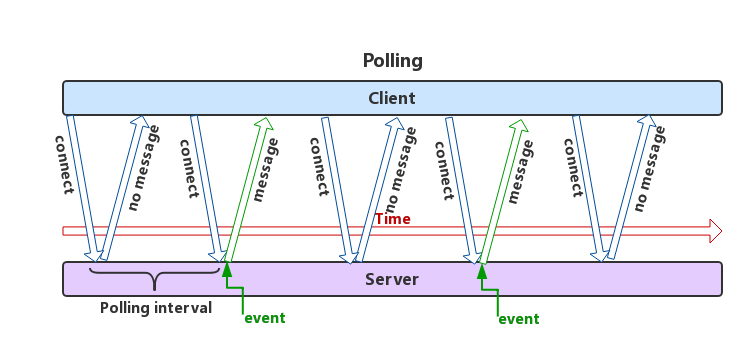 Polling
Client
connect
no message
connect
message
connect
no message
connect
message
connect
no message
Time
Server
Polling interval
event
event